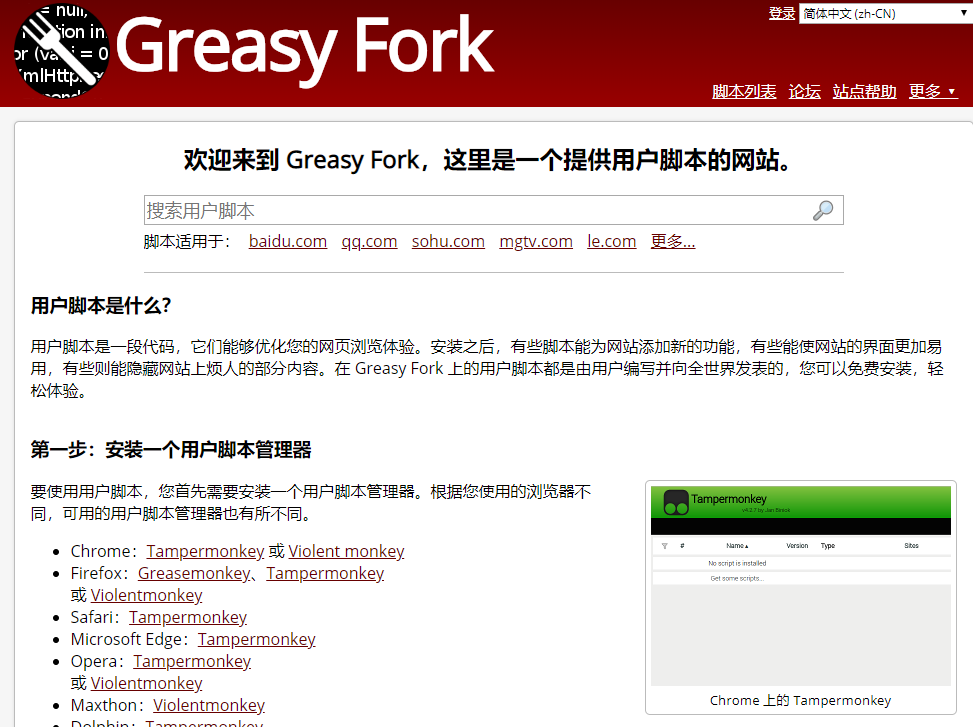 = null,
tion in
or (var i = 0
XmlHttp
Greasy Fork
登录 简体中文 (zh-CN)
脚本列表 论坛 站点帮助 更多 ▼
欢迎来到 Greasy Fork，这里是一个提供用户脚本的网站。
搜索用户脚本
脚本适用于： baidu.com qq.com sohu.com mgtv.com le.com 更多...
用户脚本是什么？
用户脚本是一段代码，它们能够优化您的网页浏览体验。安装之后，有些脚本能为网站添加新的功能，有些能使网站的界面更加易
用，有些则能隐藏网站上烦人的部分内容。在 Greasy Fork 上的用户脚本都是由用户编写并向全世界发表的，您可以免费安装，轻
松体验。
第一步：安装一个用户脚本管理器
要使用用户脚本，您首先需要安装一个用户脚本管理器。根据您使用的浏览器不
同，可用的用户脚本管理器也有所不同。
• Chrome：Tampermonkey 或 Violent monkey
• Firefox：Greasemonkey、Tampermonkey
或 Violentmonkey
• Safari：Tampermonkey
• Microsoft Edge：Tampermonkey
• Opera：Tampermonkey
或 Violentmonkey
• Maxthon：Violentmonkey
• Dolphin：Tampermonkey
Tampermonkey
v4.2.7 by Jan Biniok
# Name▲ Version Type Sites
No script is installed
Get some scripts...
Chrome 上的 Tampermonkey